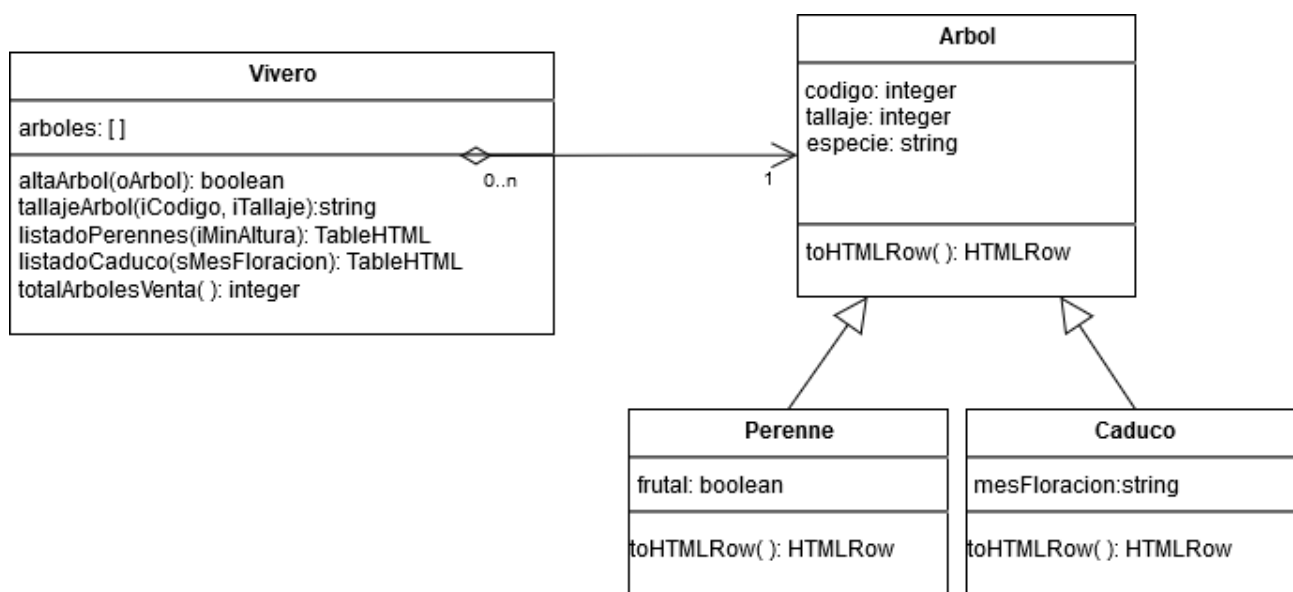 Vivero
arboles: [ ]
altaArbol(oArbol): boolean
tallajeArbol(iCodigo, iTallaje):string
listadoPerennes(iMinAltura): TableHTML
listadoCaduco(sMesFloracion): TableHTML
totalArbolesVenta( ): integer
0..n
1
Arbol
codigo: integer
tallaje: integer
especie: string
toHTMLRow( ): HTMLRow
Perenne
frutal: boolean
toHTMLRow( ): HTMLRow
Caduco
mesFloracion:string
toHTMLRow( ): HTMLRow